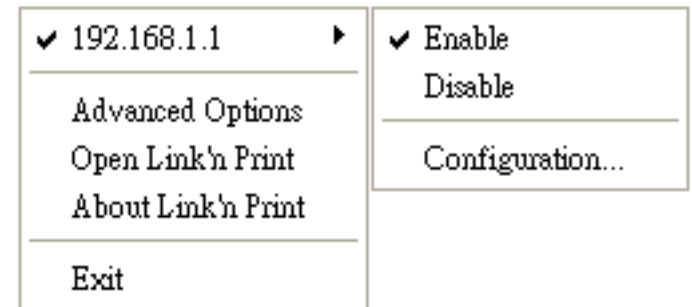 192.168.1.1
Advanced Options
Open Link'n Print
About Link'n Print
Exit
Enable
Disable
Configuration...